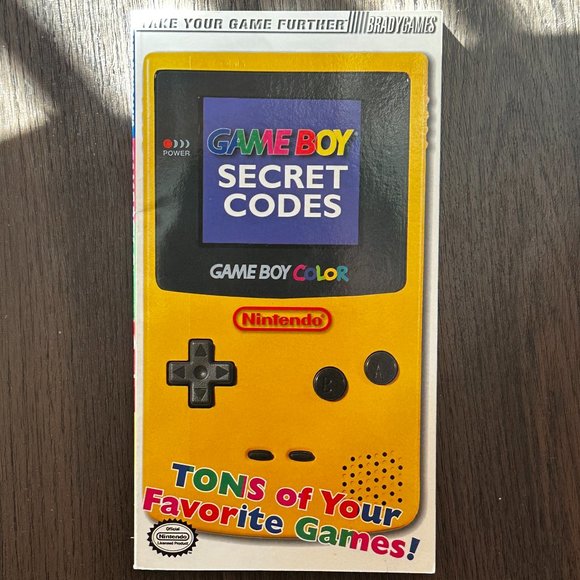 TAKE YOUR GAME FURTHER BRADYGAMES
POWER
GAME BOY
SECRET
CODES
GAME BOY COLOR
Nintendo
B A
TONS of Your
Favorite Games!
Official
Nintendo
Licensed Product